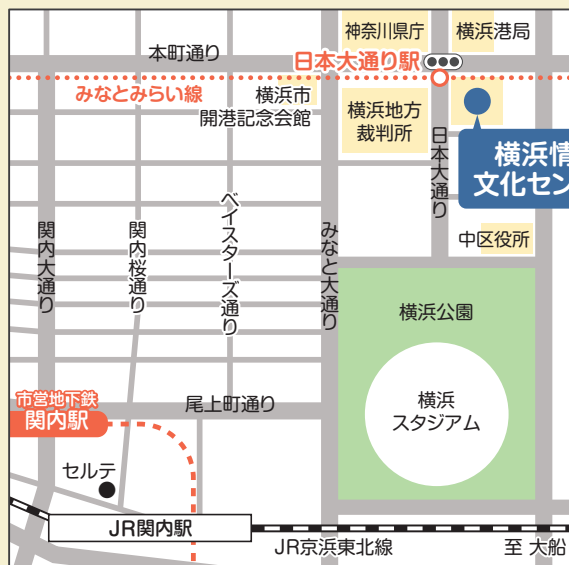 神奈川県庁
横浜港局
本町通り
日本大通り駅
みなとみらい線
横浜市
開港記念会館
横浜地方
裁判所
日本大通り
横浜情
文化セン
中区役所
関内大通り
関内桜通り
ベイスターズ通り
みなと大通り
横浜公園
横浜
スタジアム
市営地下鉄
関内駅
尾上町通り
セルテ
JR関内駅
JR京浜東北線
至 大船